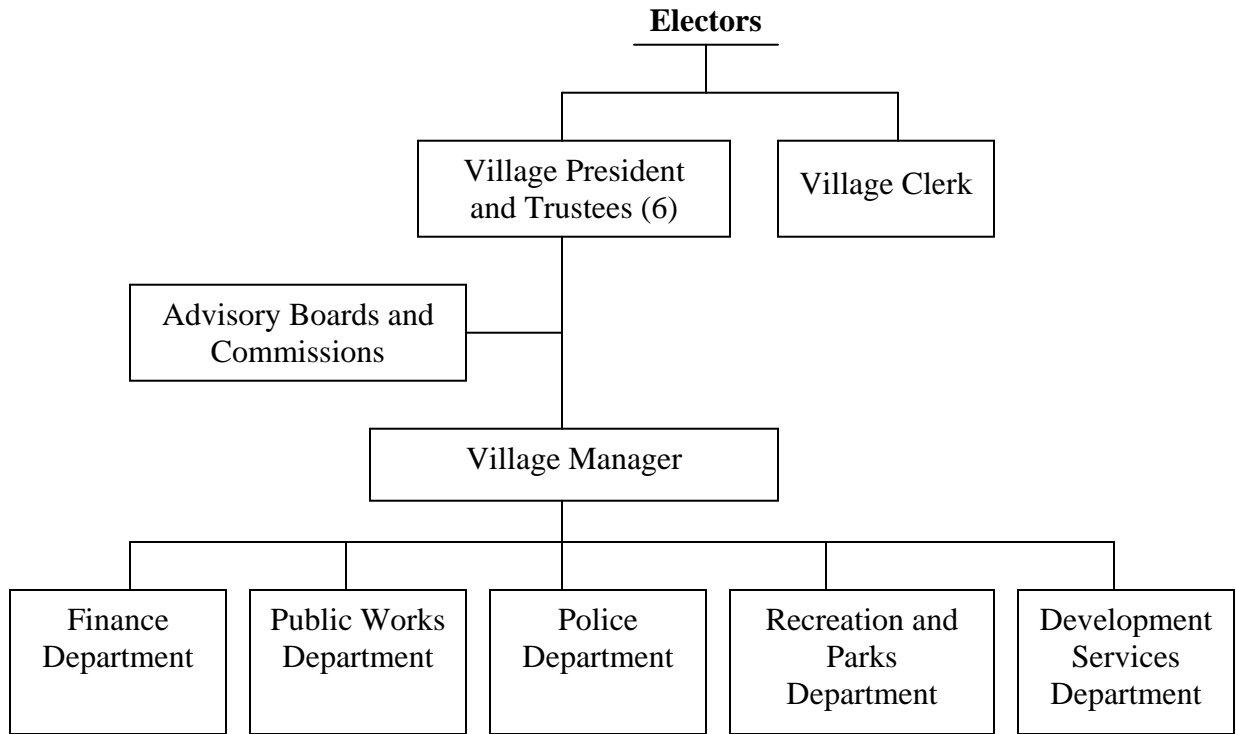 Electors
Village President
and Trustees (6)
Village Clerk
Advisory Boards and
Commissions
Village Manager
Finance
Department
Public Works
Department
Police
Department
Recreation and
Parks
Department
Development
Services
Department